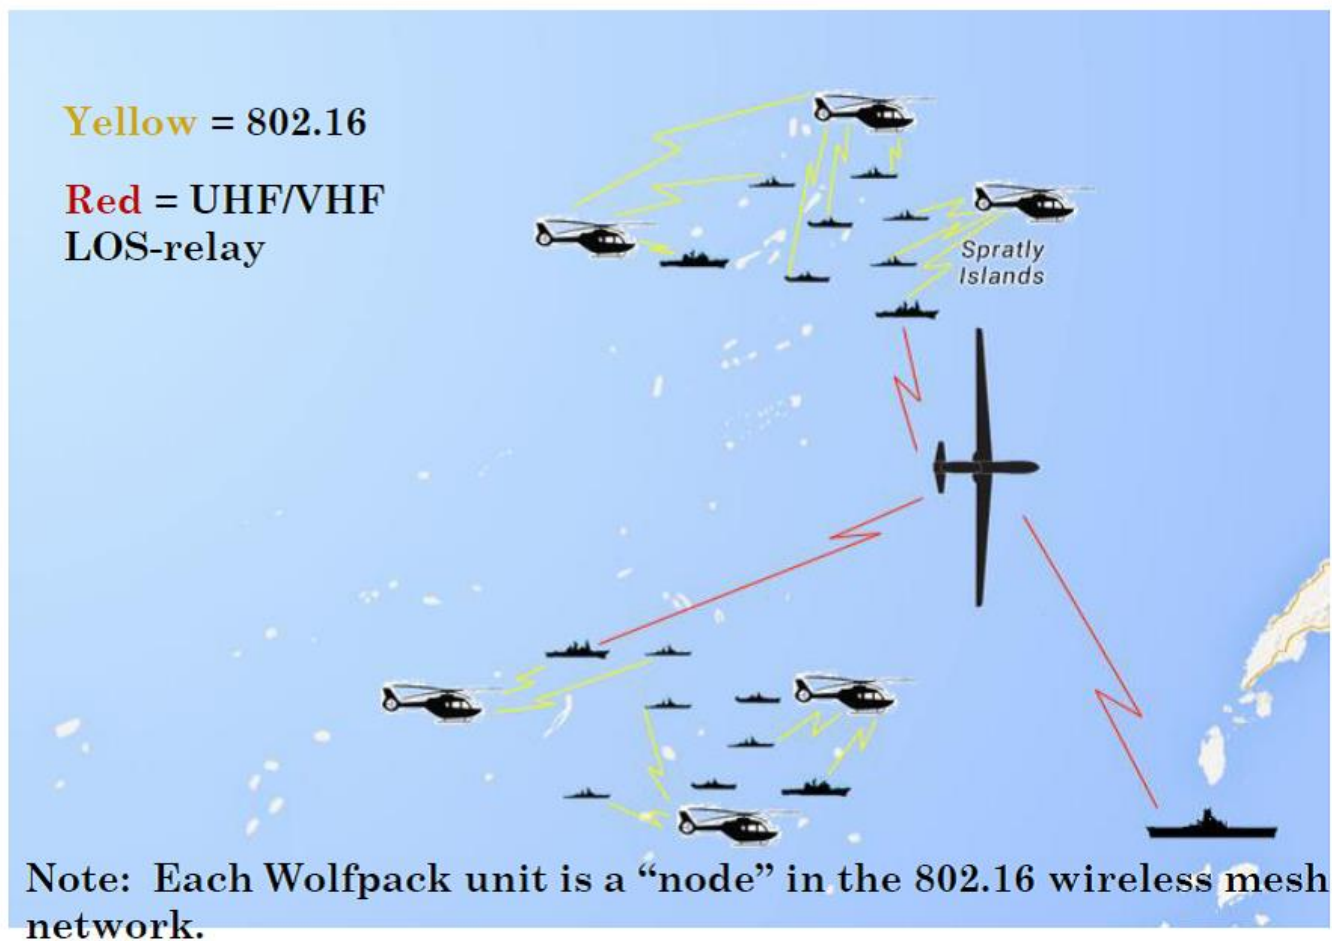 Yellow = 802.16
Red = UHF/VHF
LOS-relay
Spratly
Islands
Note:  Each Wolfpack unit is a “node” in the 802.16 wireless mesh
network.